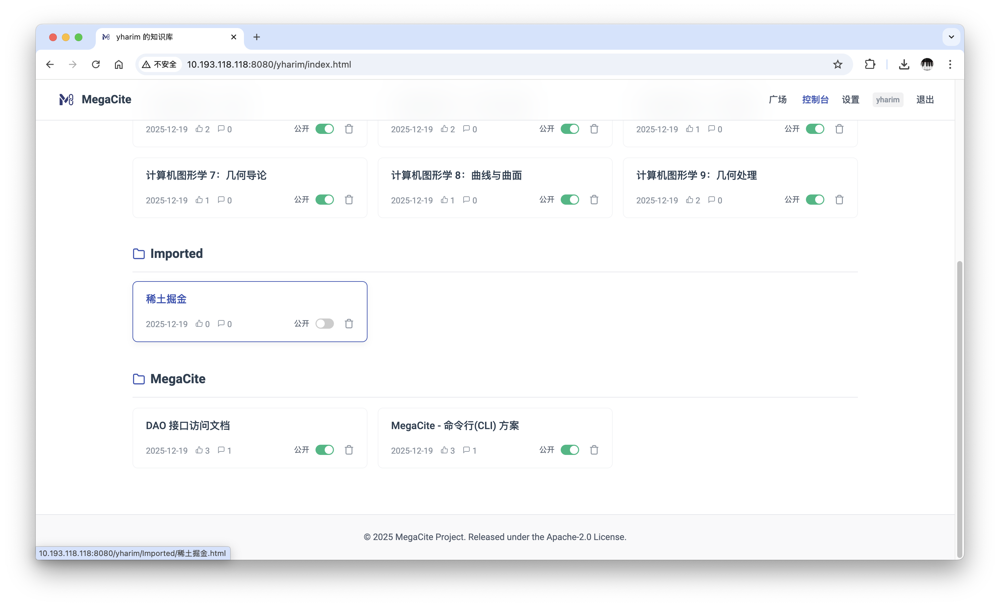 yharim 的知识库
不安全 10.193.118.118:8080/yharim/index.html
MegaCite 广场 控制台 设置 yharim 退出
2025-12-19 2 0 公开 2025-12-19 2 0 公开 2025-12-19 1 0 公开
计算机图形学 7：几何导论 计算机图形学 8：曲线与曲面 计算机图形学 9：几何处理
2025-12-19 1 0 公开 2025-12-19 1 0 公开 2025-12-19 2 0 公开
Imported
稀土掘金
2025-12-19 0 0 公开
MegaCite
DAO 接口访问文档 MegaCite - 命令行(CLI) 方案
2025-12-19 3 1 公开 2025-12-19 3 1 公开
© 2025 MegaCite Project. Released under the Apache-2.0 License.
10.193.118.118:8080/yharim/Imported/稀土掘金.html